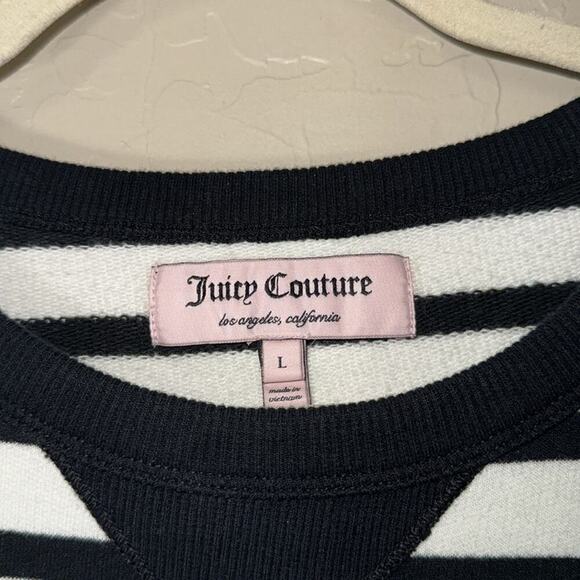 Juicy Couture
los angeles, california
L
made in
vietnam